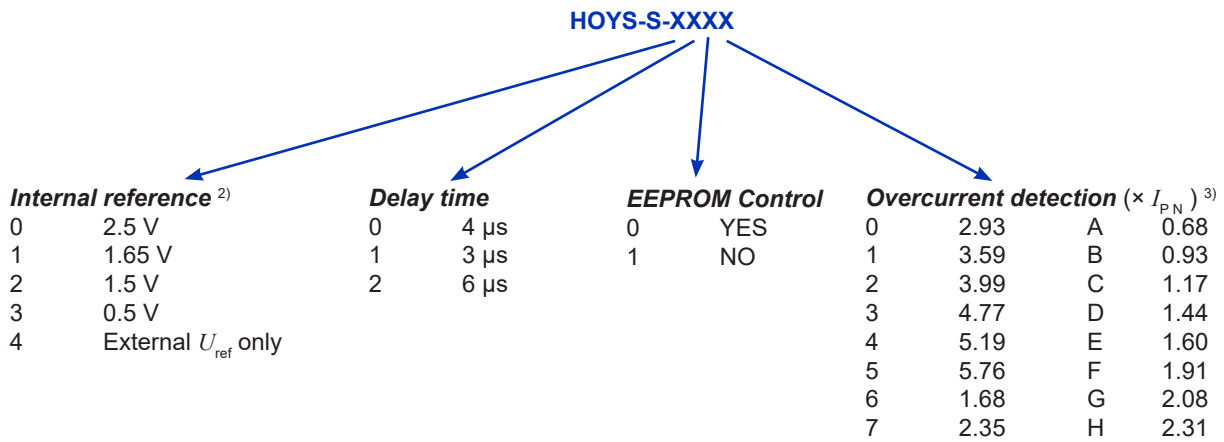 HOYS-S-XXXX
Internal reference 2) Delay time EEPROM Control Overcurrent detection (× I P N ) 3)
0 2.5 V 0 4 µs 0 YES 0 2.93 A 0.68
1 1.65 V 1 3 µs 1 NO 1 3.59 B 0.93
2 1.5 V 2 6 µs 2 3.99 C 1.17
3 0.5 V 3 4.77 D 1.44
4 External U ref only 4 5.19 E 1.60
5 5.76 F 1.91
6 1.68 G 2.08
7 2.35 H 2.31